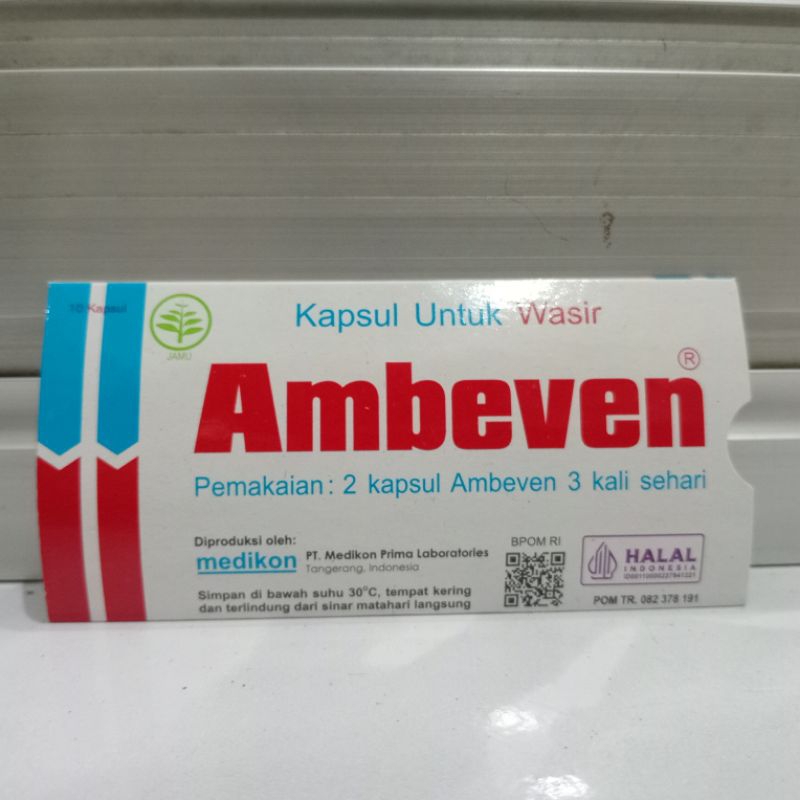 10 Kapsul
JAMU
Kapsul Untuk Wasir
Ambeven®
Pemakaian: 2 kapsul Ambeven 3 kali sehari
Diproduksi oleh:
medikon PT. Medikon Prima Laboratories
Tangerang, Indonesia
Simpan di bawah suhu 30°C, tempat kering
dan terlindung dari sinar matahari langsung
BPOM RI
HALAL
INDONESIA
POM TR. 082 378 191